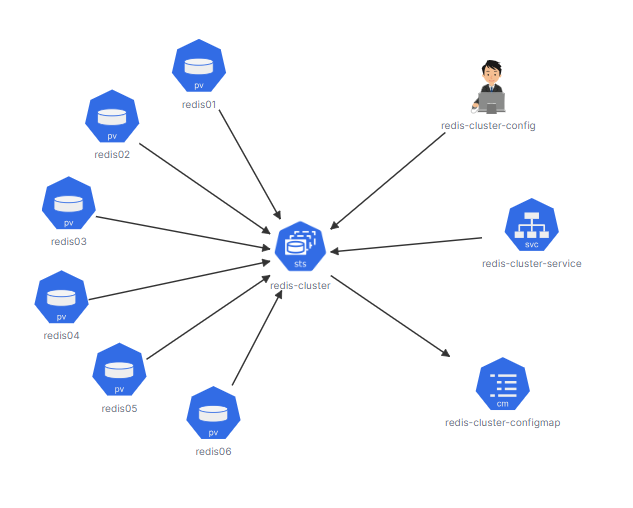 pv
redis01
redis-cluster-config
pv
redis02
pv
redis03
svc
redis-cluster-service
sts
redis-cluster
pv
redis04
pv
redis05
cm
redis-cluster-configmap
pv
redis06